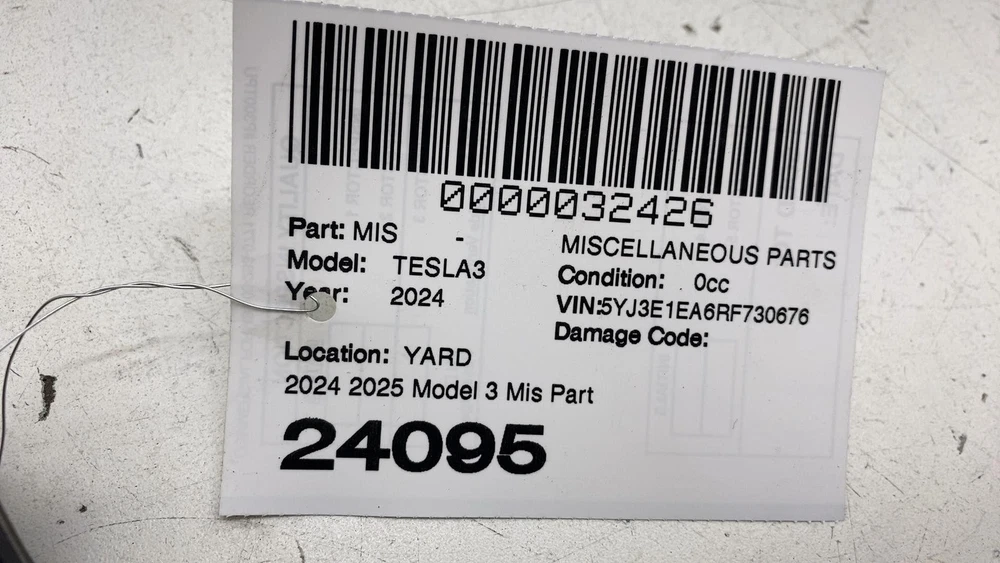 0000032426
Part: MIS - MISCELLANEOUS PARTS
Model: TESLA3 Condition: 0cc
Year: 2024 VIN:5YJ3E1EA6RF730676
Damage Code:
Location: YARD
2024 2025 Model 3 Mis Part
24095